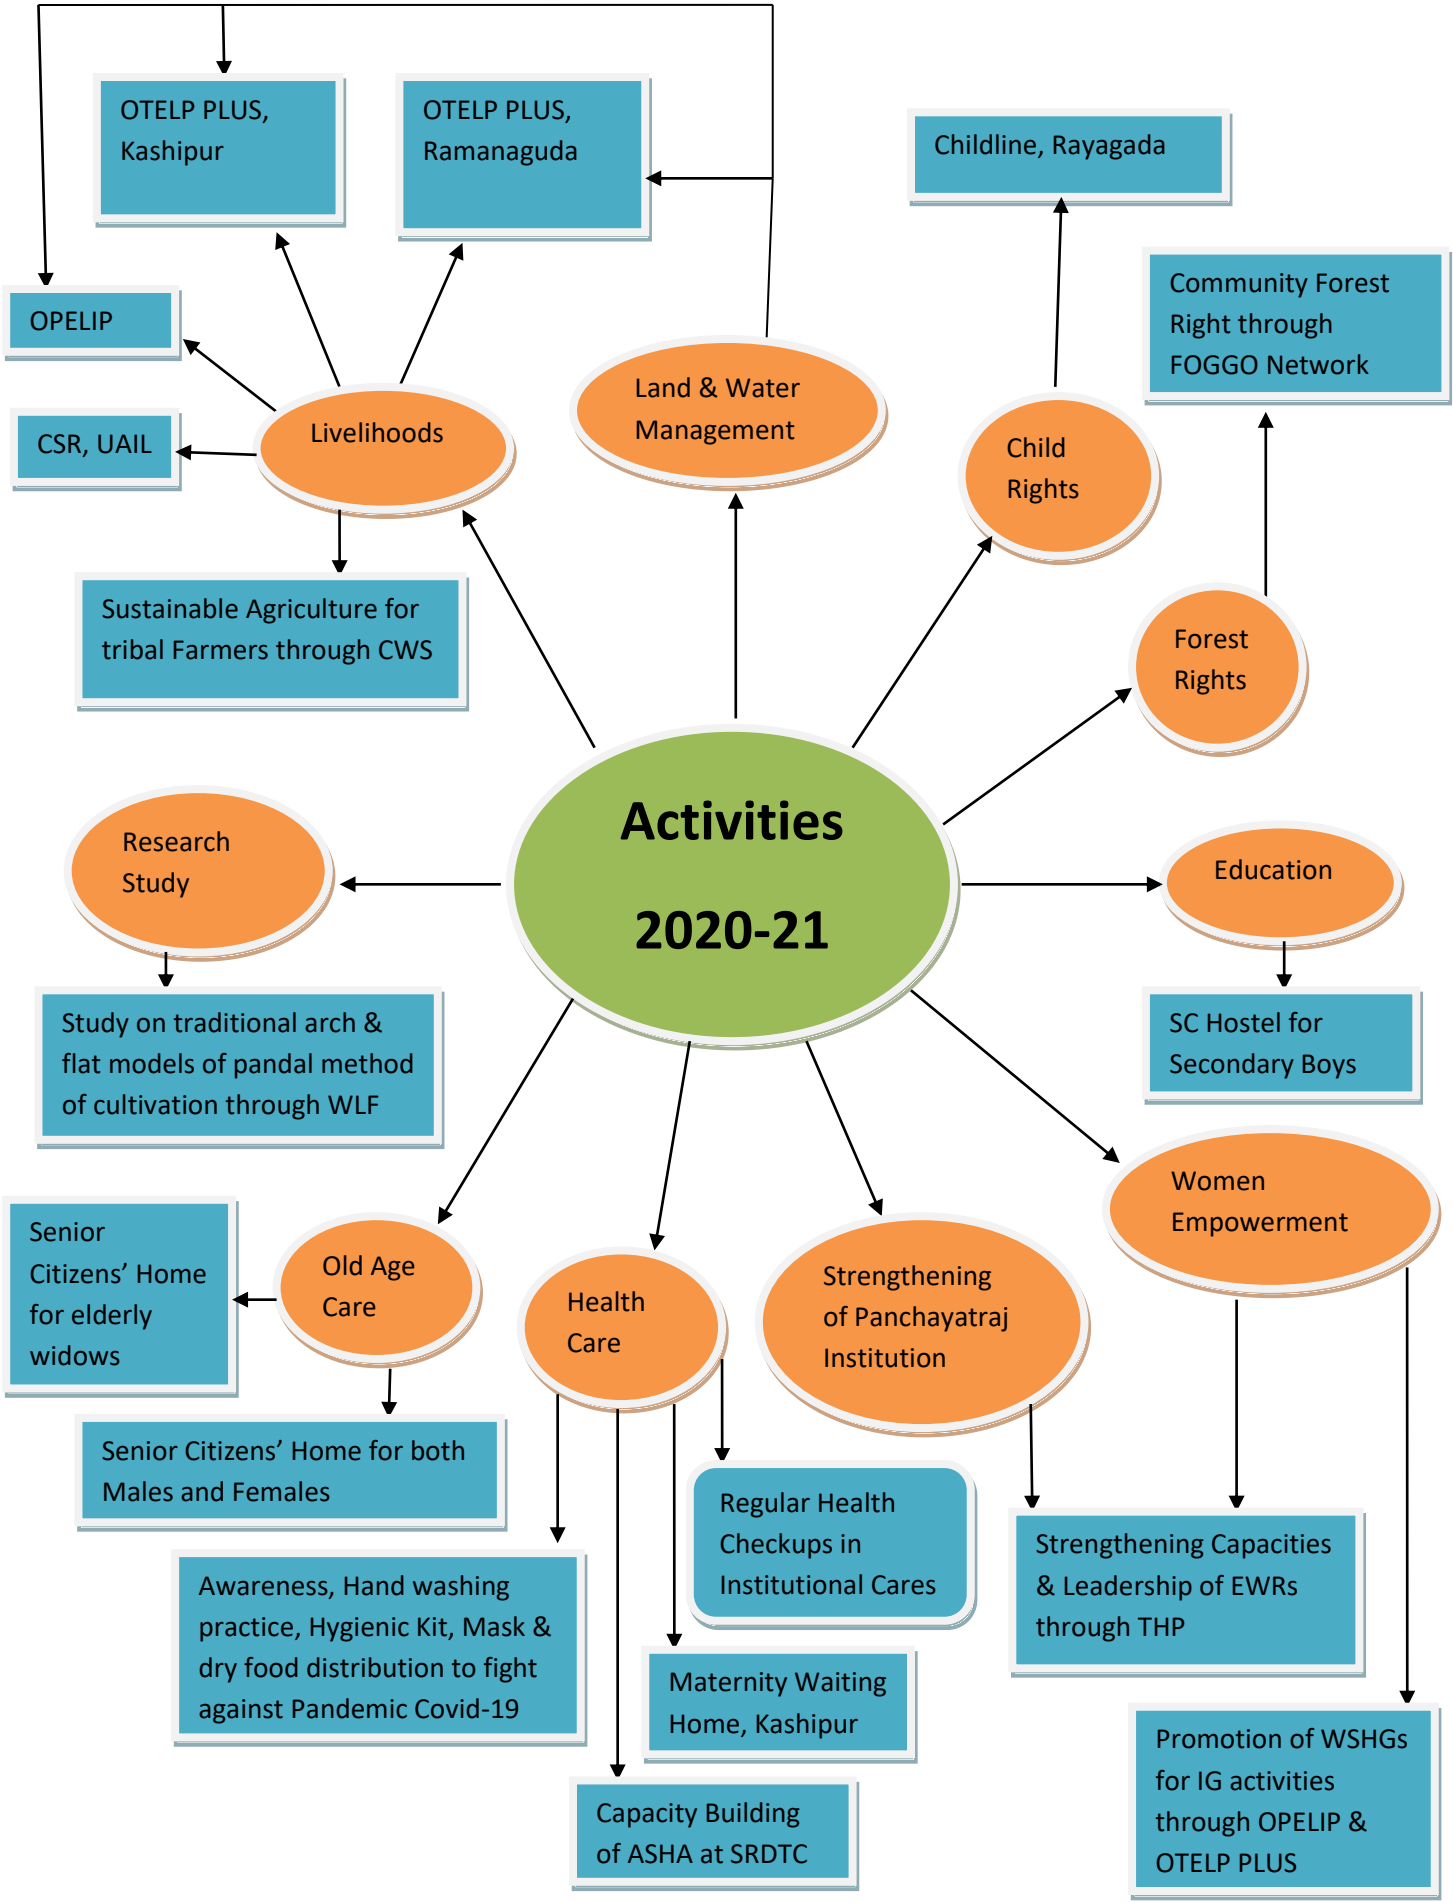 OTELP PLUS,
Kashipur
OTELP PLUS,
Ramanaguda
Childline, Rayagada
Community Forest
Right through
FOGGO Network
OPELIP
CSR, UAIL
Livelihoods
Land & Water
Management
Child
Rights
Sustainable Agriculture for
tribal Farmers through CWS
Forest
Rights
Activities
2020-21
Research
Study
Education
Study on traditional arch &
flat models of pandal method
of cultivation through WLF
SC Hostel for
Secondary Boys
Women
Empowerment
Senior
Citizens’ Home
for elderly
widows
Old Age
Care
Health
Care
Strengthening
of Panchayatraj
Institution
Senior Citizens’ Home for both
Males and Females
Regular Health
Checkups in
Institutional Cares
Strengthening Capacities
& Leadership of EWRs
through THP
Awareness, Hand washing
practice, Hygienic Kit, Mask &
dry food distribution to fight
against Pandemic Covid-19
Maternity Waiting
Home, Kashipur
Promotion of WSHGs
for IG activities
through OPELIP &
OTELP PLUS
Capacity Building
of ASHA at SRDTC